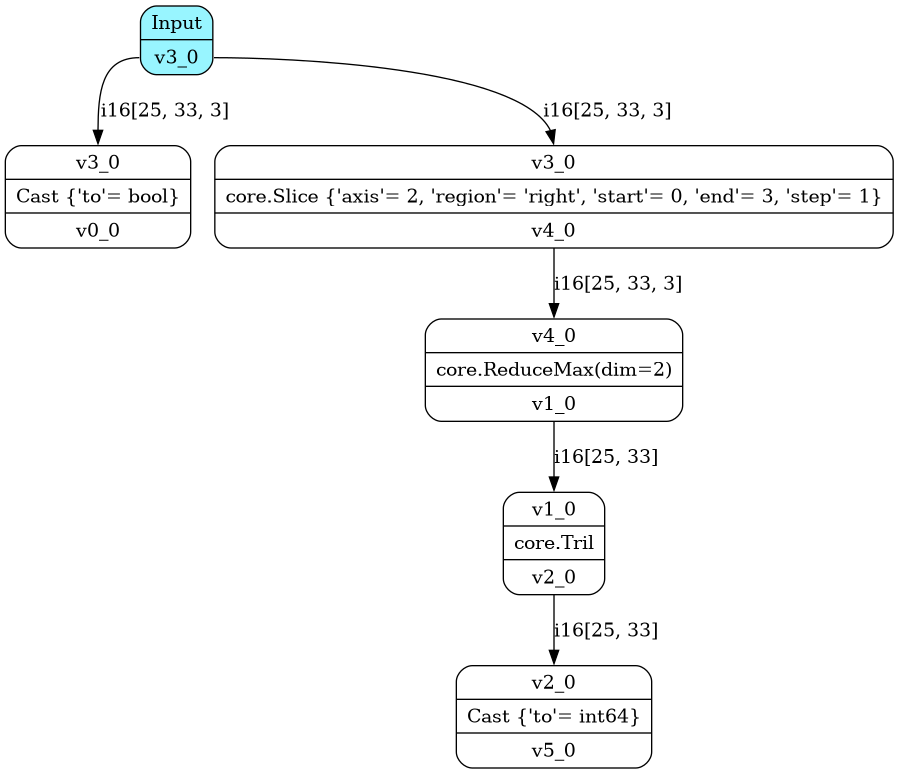 Input
v3_0
i16[25, 33, 3]
i16[25, 33, 3]
v3_0
Cast {'to'= bool}
v0_0
v3_0
core.Slice {'axis'= 2, 'region'= 'right', 'start'= 0, 'end'= 3, 'step'= 1}
v4_0
i16[25, 33, 3]
v4_0
core.ReduceMax(dim=2)
v1_0
i16[25, 33]
v1_0
core.Tril
v2_0
i16[25, 33]
v2_0
Cast {'to'= int64}
v5_0